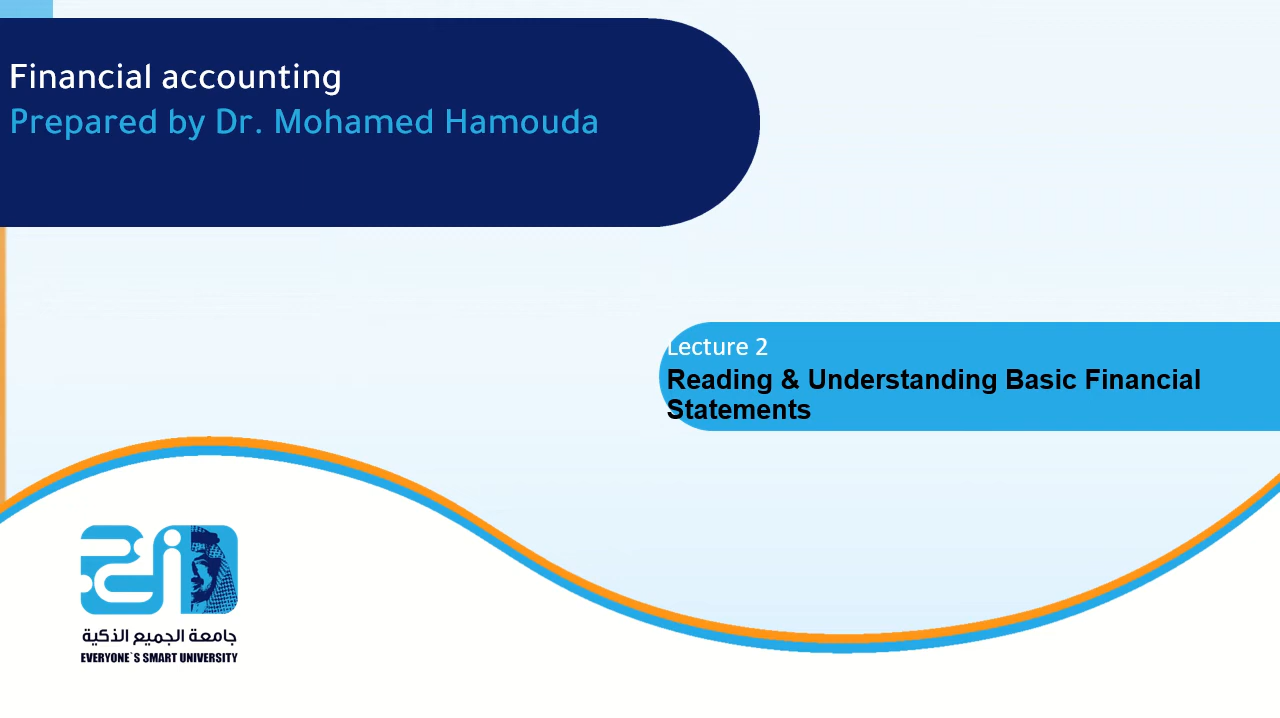 Financial accounting
Prepared by Dr. Mohamed Hamouda
Lecture 2
Reading & Understanding Basic Financial
Statements
جامعة الجميع الذكية
EVERYONE`S SMART UNIVERSITY